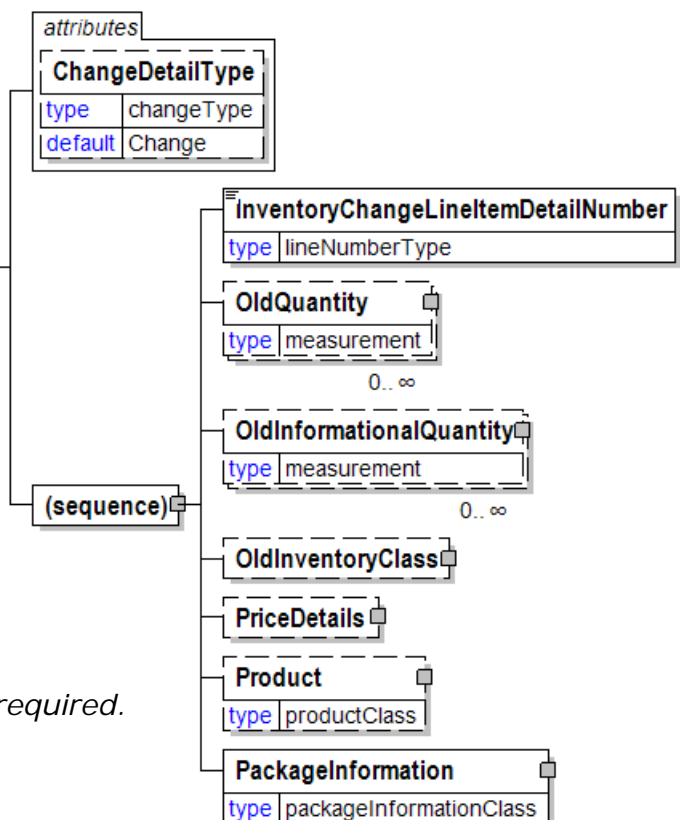 attributes
ChangeDetailType
type changeType
default Change
InventoryChangeLineItemDetailNumber
type lineNumberType
OldQuantity
type measurement
0.. ∞
OldInformationalQuantity
type measurement
0.. ∞
(sequence)
OldInventoryClass
PriceDetails
Product
required.
type productClass
PackageInformation
type packageInformationClass